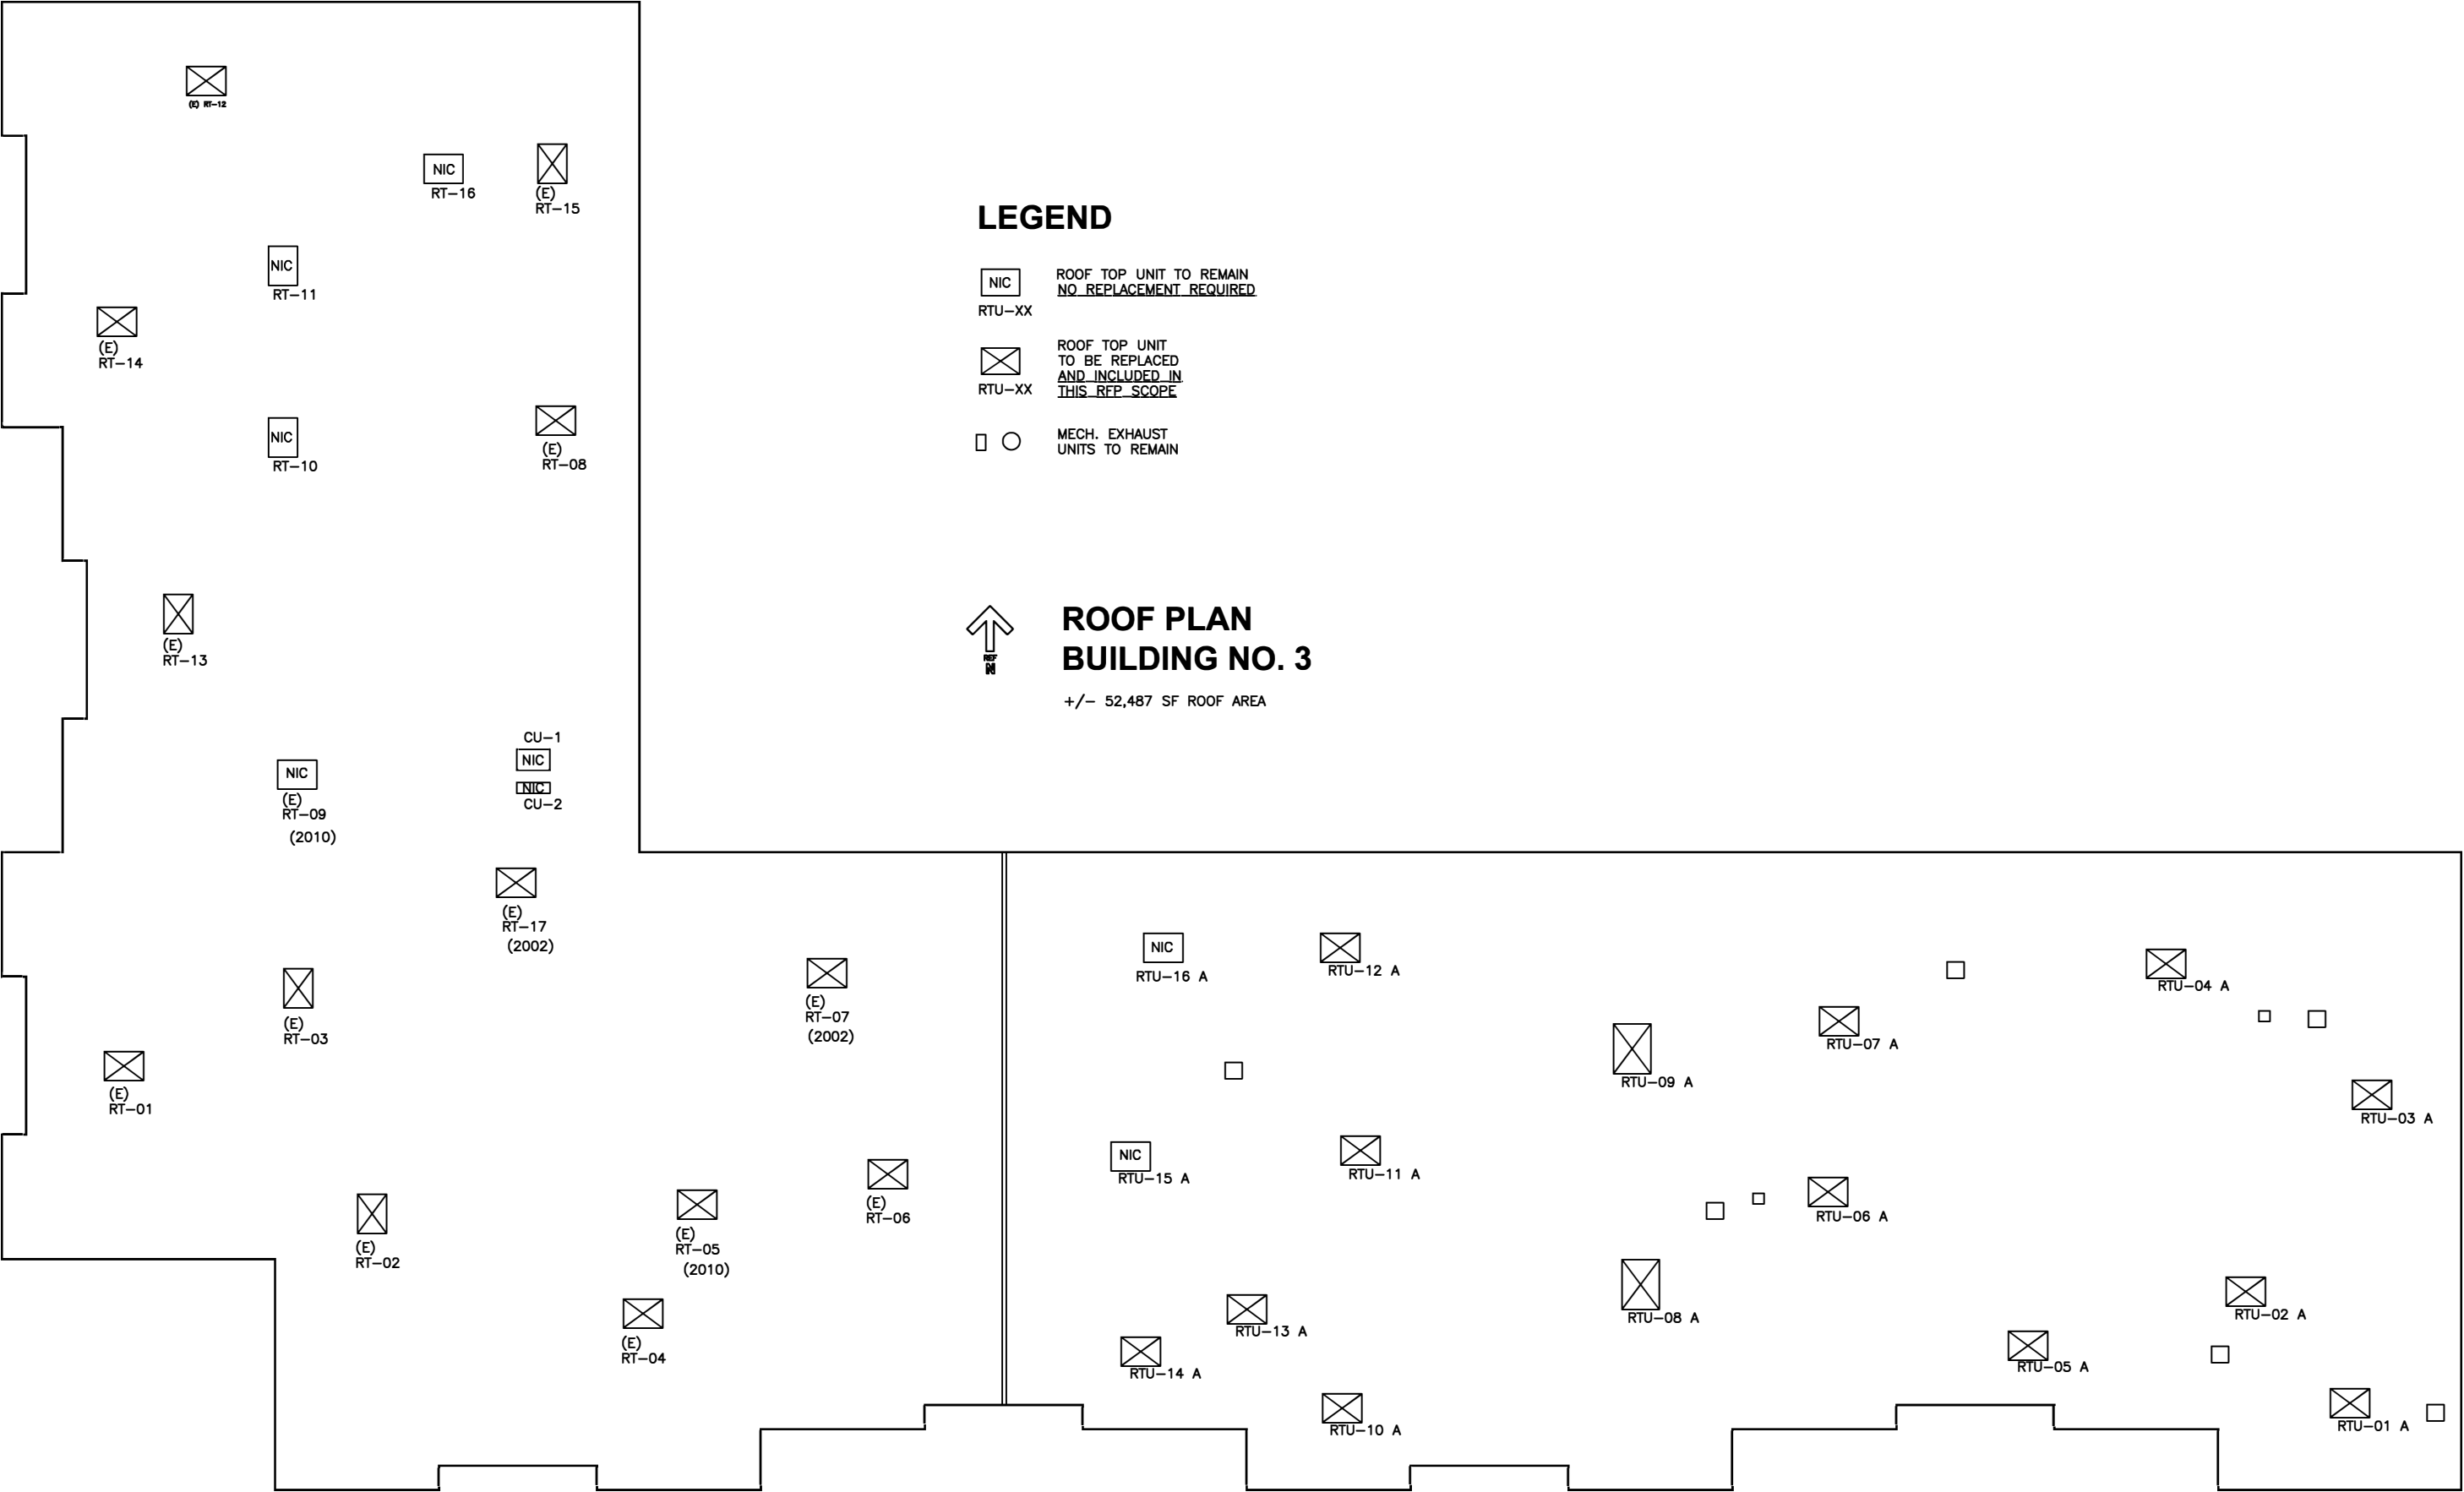 (E) RT-12
NIC
RT-16
(E)
RT-15
NIC
RT-11
(E)
RT-14
NIC
RT-10
(E)
RT-08
(E)
RT-13
CU-1
NIC
NIC
CU-2
NIC
(E)
RT-09
(2010)
(E)
RT-17
(2002)
(E)
RT-03
(E)
RT-01
(E)
RT-07
(2002)
(E)
RT-06
(E)
RT-05
(2010)
(E)
RT-02
(E)
RT-04
LEGEND
NIC
RTU-XX
ROOF TOP UNIT TO REMAIN
NO REPLACEMENT REQUIRED
RTU-XX
ROOF TOP UNIT
TO BE REPLACED
AND INCLUDED IN
THIS RFP SCOPE
MECH. EXHAUST
UNITS TO REMAIN
REF
ROOF PLAN
BUILDING NO. 3
+/- 52,487 SF ROOF AREA
NIC
RTU-16 A
RTU-12 A
RTU-04 A
RTU-07 A
RTU-09 A
RTU-03 A
NIC
RTU-15 A
RTU-11 A
RTU-06 A
RTU-13 A
RTU-08 A
RTU-02 A
RTU-14 A
RTU-05 A
RTU-10 A
RTU-01 A